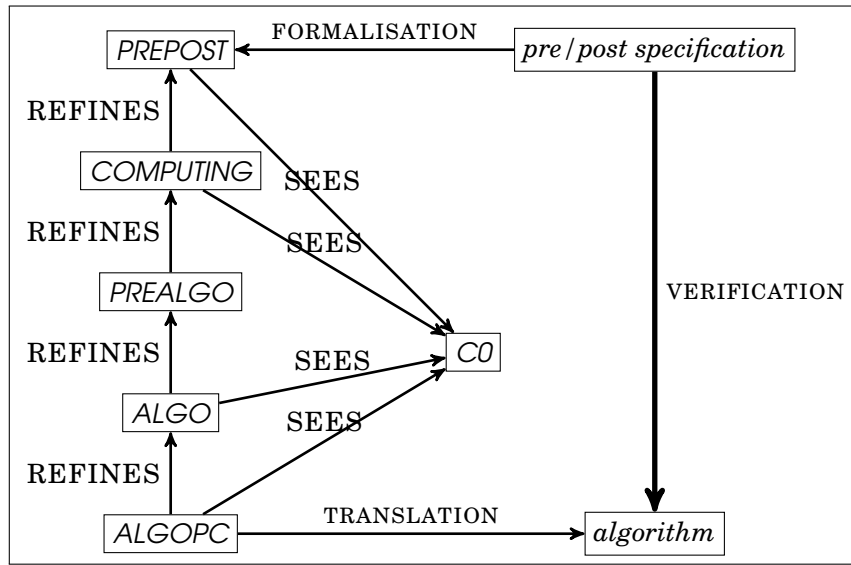 FORMALISATION
PREPOST
pre/post specification
REFINES
COMPUTING
SEES
REFINES
SEES
PREALGO
VERIFICATION
REFINES
SEES
C0
ALGO
SEES
REFINES
ALGOPC
TRANSLATION
algorithm